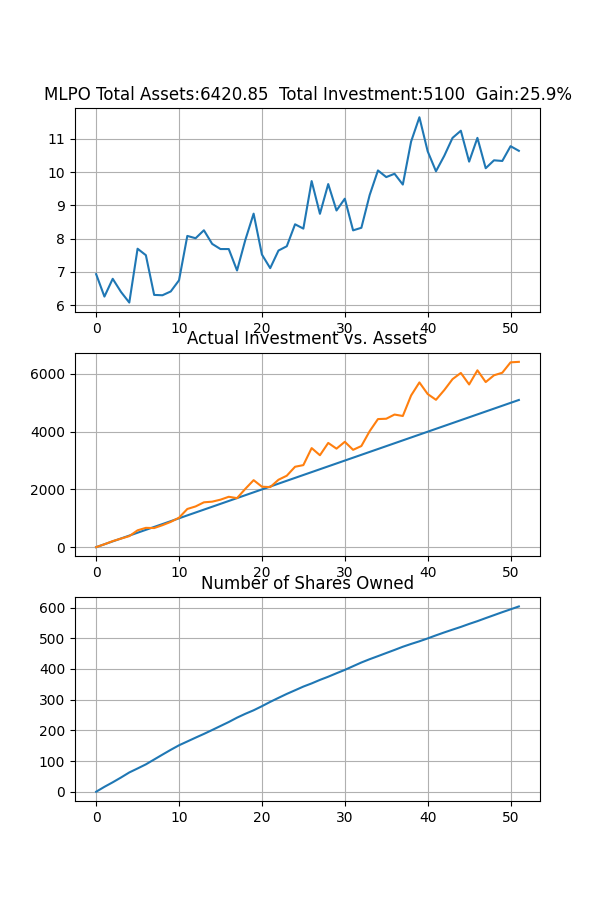 MLPO Total Assets:6420.85  Total Investment:5100  Gain:25.9%
11
10
9
8
7
6
0 10 20 30 40 50
Actual Investment vs. Assets
6000
4000
2000
0
0 10 20 30 40 50
Number of Shares Owned
600
500
400
300
200
100
0
0 10 20 30 40 50